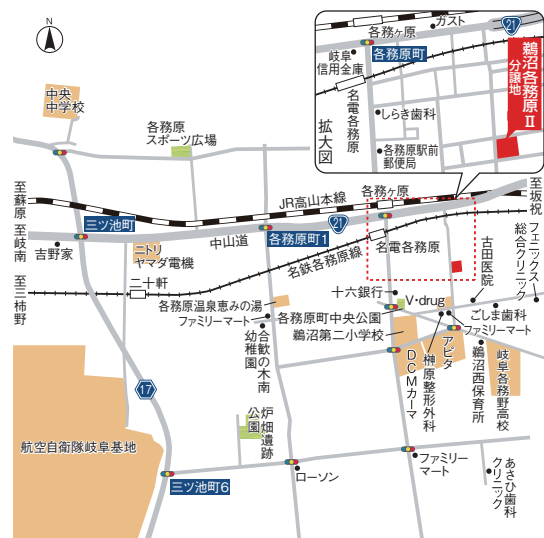 N
中央
中学校
各務原
スポーツ広場
至蘇原
至岐南
至三柿野
三ツ池町
吉野家
ニトリ
ヤマダ電機
中山道
二十軒
JR高山本線
各務原町1
21
各務ヶ原
名鉄各務原線
名電各務原
至坂祝
フェニックス
総合クリニック
古田医院
十六銀行
V・drug
各務原温泉恵みの湯
ファミリーマート
各務原町中央公園
鵜沼第二小学校
合歓の木南
幼稚園
DCMカーマ
榊原整形外科
アピタ
ごしま歯科
ファミリーマート
鵜沼西保育所
岐阜各務野高校
17
航空自衛隊岐阜基地
炉畑遺跡
公園
三ツ池町6
ローソン
ファミリー
マート
あさひ歯科
クリニック
拡大図
ガスト
各務ヶ原
21
岐阜
信用金庫
各務原町
名電各務原
しらき歯科
各務原駅前
郵便局
鵜沼各務原Ⅱ
分譲地